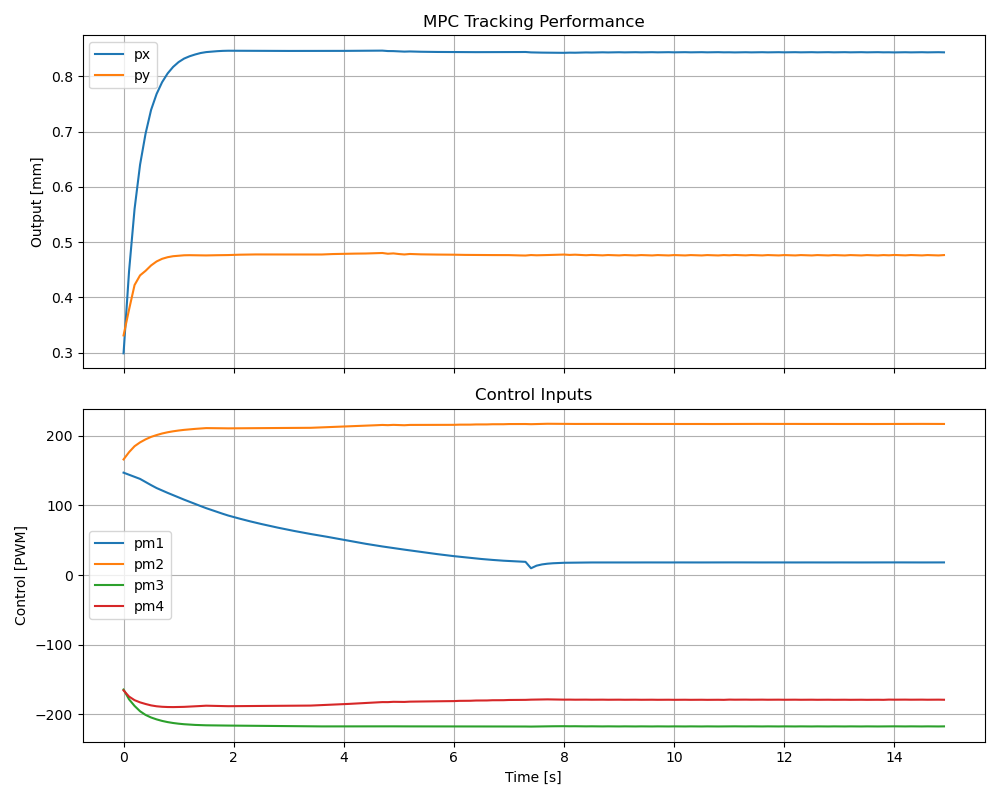 MPC Tracking Performance
px
py
0.8
0.7
0.6
0.5
0.4
0.3
Output [mm]
Control Inputs
200
100
0
−100
−200
Control [PWM]
pm1
pm2
pm3
pm4
0 2 4 6 8 10 12 14
Time [s]